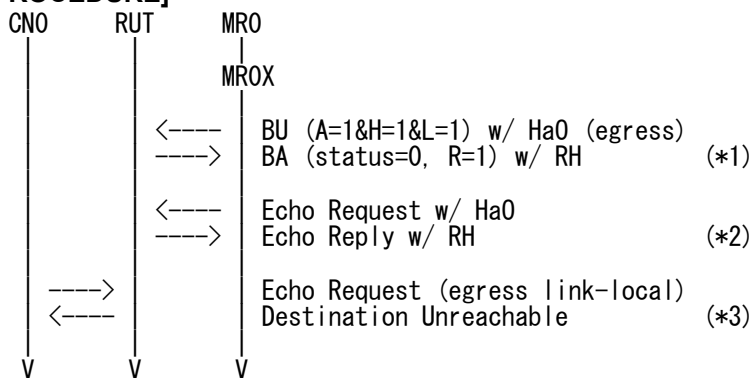 ROCEDURE]
CN0 RUT MR0
MR0X
<---- BU (A=1&H=1&L=1) w/ HaO (egress)
----> BA (status=0, R=1) w/ RH (*1)
<---- Echo Request w/ HaO
----> Echo Reply w/ RH (*2)
----> Echo Request (egress link-local)
<---- Destination Unreachable (*3)
V V V